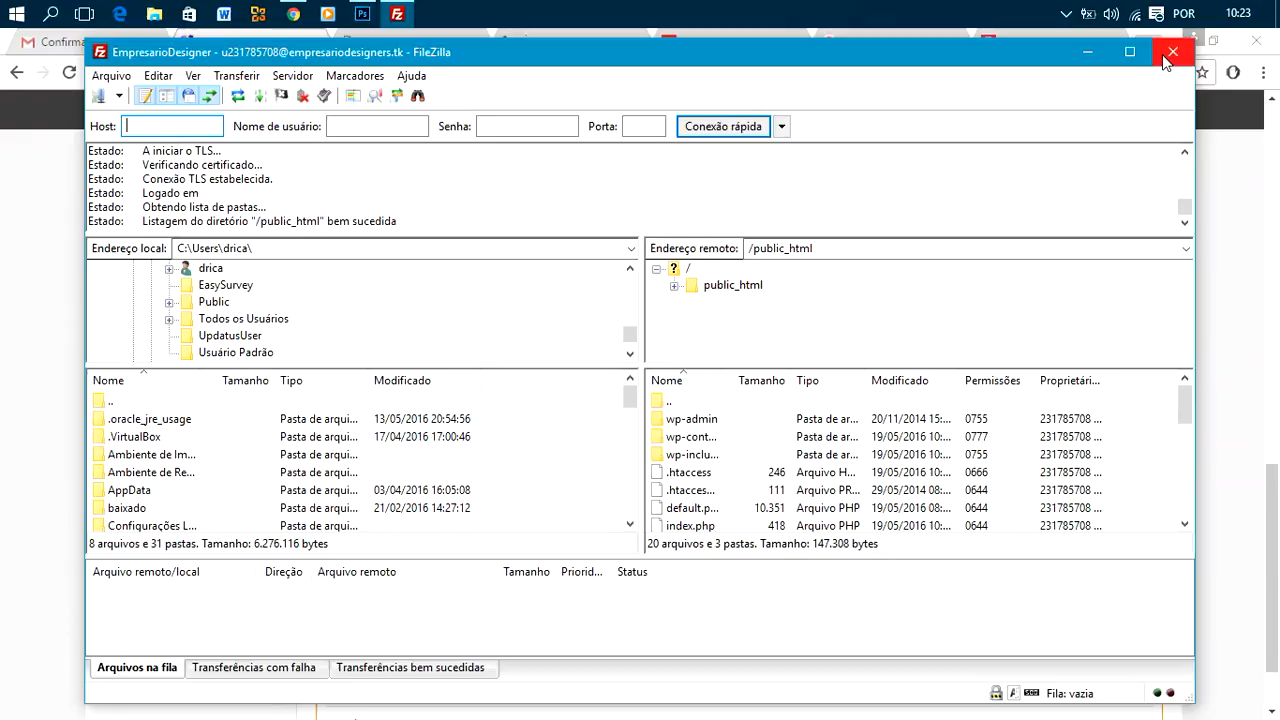 POR
10:23
Confirma
EmpresarioDesigner - u231785708@empresariodesigners.tk - FileZilla
Arquivo Editar Ver Transferir Servidor Marcadores Ajuda
Host: Nome de usuário: Senha: Porta: Conexão rápida
Estado: A iniciar o TLS...
Estado: Verificando certificado...
Estado: Conexão TLS estabelecida.
Estado: Logado em
Estado: Obtendo lista de pastas...
Estado: Listagem do diretório "/public_html" bem sucedida
Endereço local: C:\Users\drica\
drica
EasySurvey
Public
Todos os Usuários
UpdatusUser
Usuário Padrão
Endereço remoto: /public_html
/
public_html
Nome Tamanho Tipo Modificado
..
.oracle_jre_usage Pasta de arqui... 13/05/2016 20:54:56
.VirtualBox Pasta de arqui... 17/04/2016 17:00:46
Ambiente de Im... Pasta de arqui...
Ambiente de Re... Pasta de arqui...
AppData Pasta de arqui... 03/04/2016 16:05:08
baixado Pasta de arqui... 21/02/2016 14:27:12
Configurações L... Pasta de arqui...
8 arquivos e 31 pastas. Tamanho: 6.276.116 bytes
Nome Tamanho Tipo Modificado Permissões Proprietári...
..
wp-admin Pasta de ar... 20/11/2014 15:... 0755 231785708 ...
wp-cont... Pasta de ar... 19/05/2016 10:... 0777 231785708 ...
wp-inclu... Pasta de ar... 19/05/2016 10:... 0755 231785708 ...
.htaccess 246 Arquivo H... 19/05/2016 10:... 0666 231785708 ...
.htacces... 111 Arquivo PR... 29/05/2014 08:... 0644 231785708 ...
default.p... 10.351 Arquivo PHP 19/05/2016 08:... 0644 231785708 ...
index.php 418 Arquivo PHP 19/05/2016 10:... 0644 231785708 ...
20 arquivos e 3 pastas. Tamanho: 147.308 bytes
Arquivo remoto/local Direção Arquivo remoto Tamanho Priorid... Status
Arquivos na fila Transferências com falha Transferências bem sucedidas
Fila: vazia